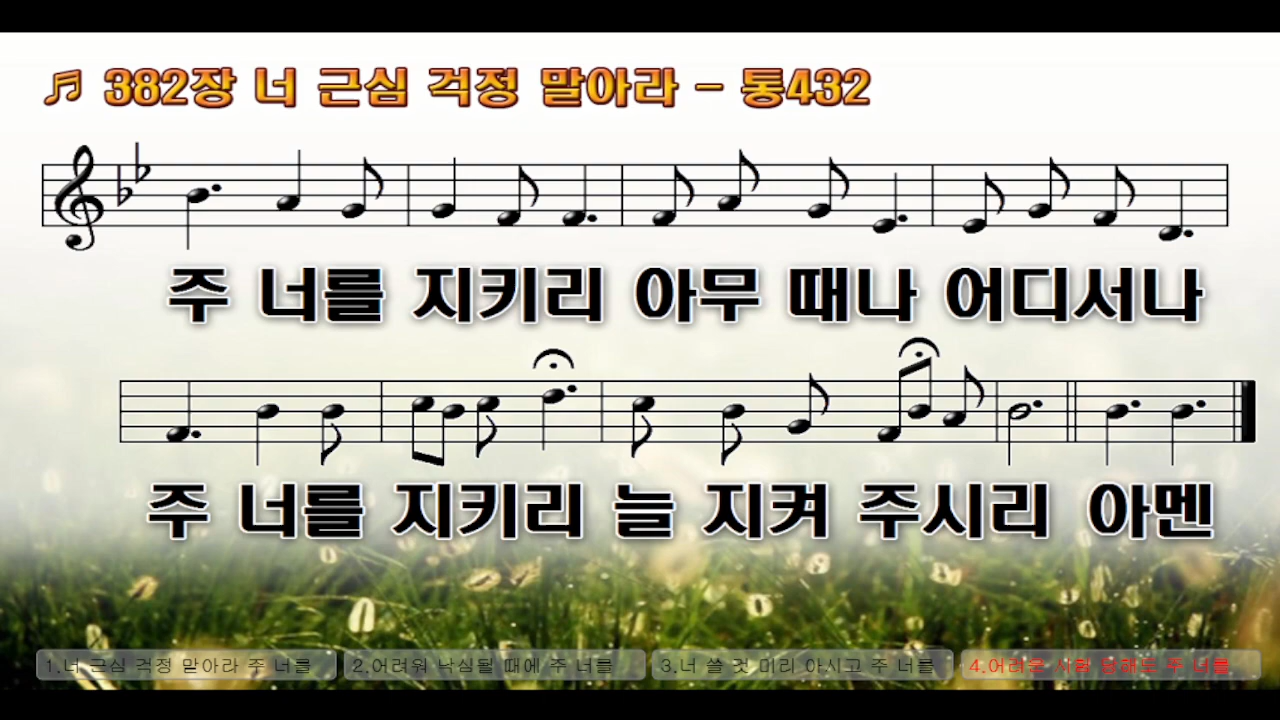 382장 너 근심 걱정 말아라 - 통432
주 너를 지키리 아무 때나 어디서나
주 너를 지키리 늘 지켜 주시리 아멘
1.너 근심 걱정 말아라 주 너를
2.어려워 낙심될 때에 주 너를
3.너 쓸 것 미리 아시고 주 너를
4.어려운 시험 당해도 주 너를